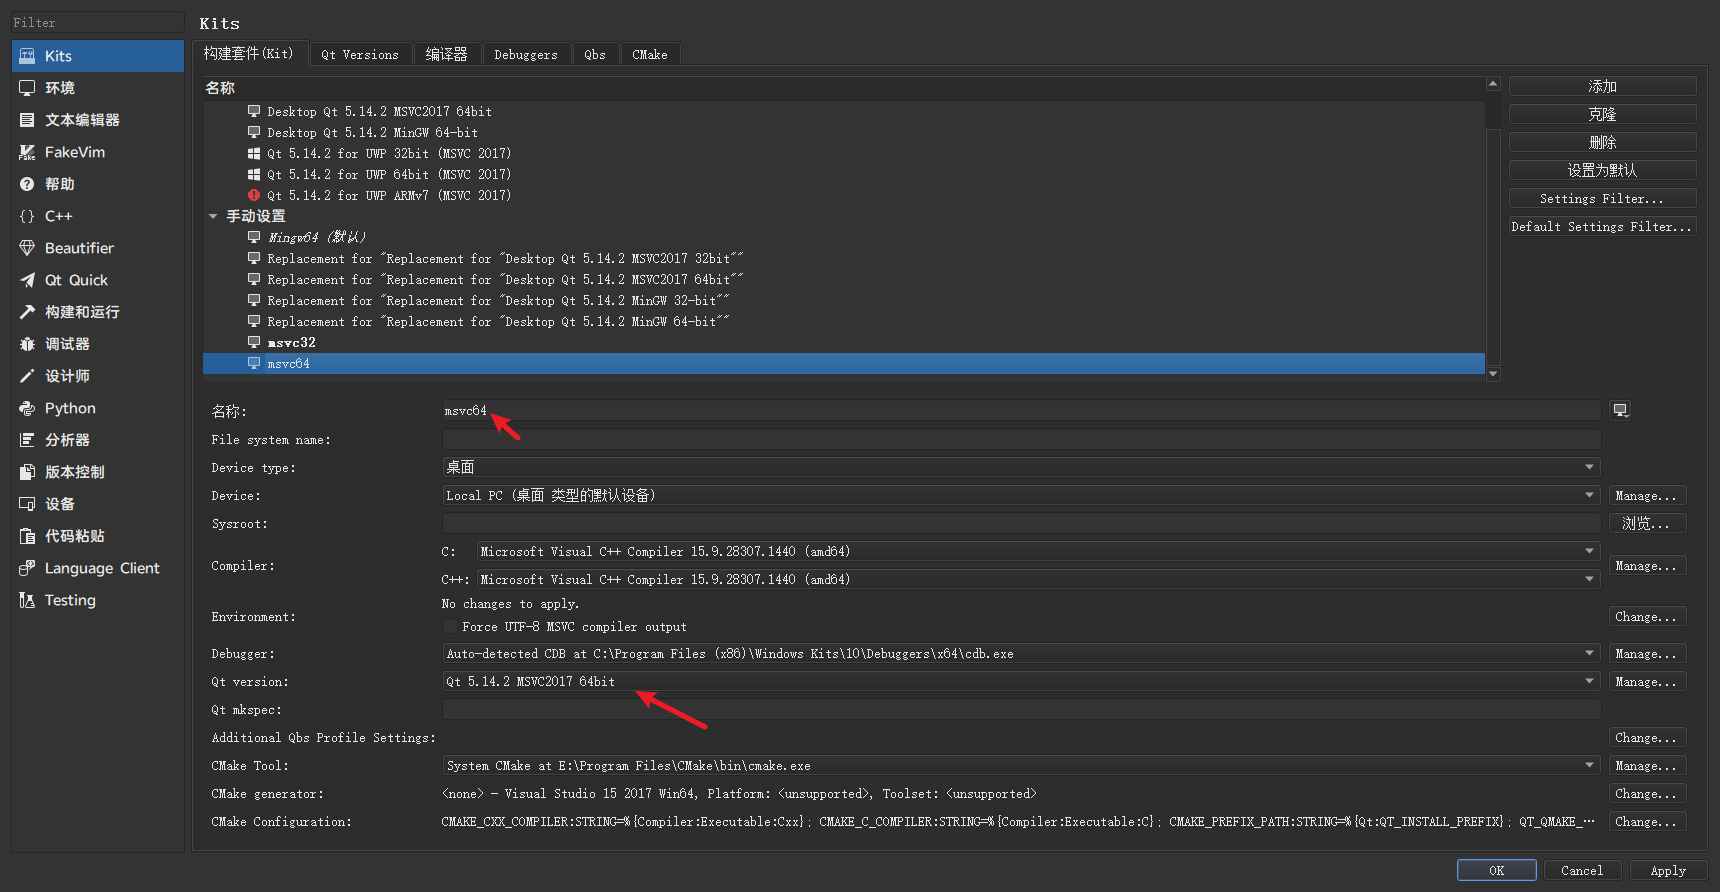 Filter
Kits
环境
文本编辑器
FakeVim
帮助
C++
Beautifier
Qt Quick
构建和运行
调试器
设计师
Python
分析器
版本控制
设备
代码粘贴
Language Client
Testing
Kits
构建套件(Kit) Qt Versions 编译器 Debuggers Qbs CMake
名称
Desktop Qt 5.14.2 MSVC2017 64bit
Desktop Qt 5.14.2 MinGW 64-bit
Qt 5.14.2 for UWP 32bit (MSVC 2017)
Qt 5.14.2 for UWP 64bit (MSVC 2017)
Qt 5.14.2 for UWP ARMv7 (MSVC 2017)
手动设置
Mingw64 (默认)
Replacement for "Replacement for "Desktop Qt 5.14.2 MSVC2017 32bit""
Replacement for "Replacement for "Desktop Qt 5.14.2 MSVC2017 64bit""
Replacement for "Replacement for "Desktop Qt 5.14.2 MinGW 32-bit""
Replacement for "Replacement for "Desktop Qt 5.14.2 MinGW 64-bit""
msvc32
msvc64
添加
克隆
删除
设置为默认
Settings Filter...
Default Settings Filter...
名称: msvc64
File system name:
Device type: 桌面
Device: Local PC (桌面 类型的默认设备) Manage...
Sysroot: 浏览...
Compiler: C: Microsoft Visual C++ Compiler 15.9.28307.1440 (amd64)
C++: Microsoft Visual C++ Compiler 15.9.28307.1440 (amd64) Manage...
Environment: No changes to apply. Change...
Force UTF-8 MSVC compiler output
Debugger: Auto-detected CDB at C:\Program Files (x86)\Windows Kits\10\Debuggers\x64\cdb.exe Manage...
Qt version: Qt 5.14.2 MSVC2017 64bit Manage...
Qt mkspec:
Additional Qbs Profile Settings: Change...
CMake Tool: System CMake at E:\Program Files\CMake\bin\cmake.exe Manage...
CMake generator: <none> - Visual Studio 15 2017 Win64, Platform: <unsupported>, Toolset: <unsupported> Change...
CMake Configuration: CMAKE_CXX_COMPILER:STRING=%{Compiler:Executable:Cxx}; CMAKE_C_COMPILER:STRING=%{Compiler:Executable:C}; CMAKE_PREFIX_PATH:STRING=%{Qt:QT_INSTALL_PREFIX}; QT_QMAKE_… Change...
OK Cancel Apply